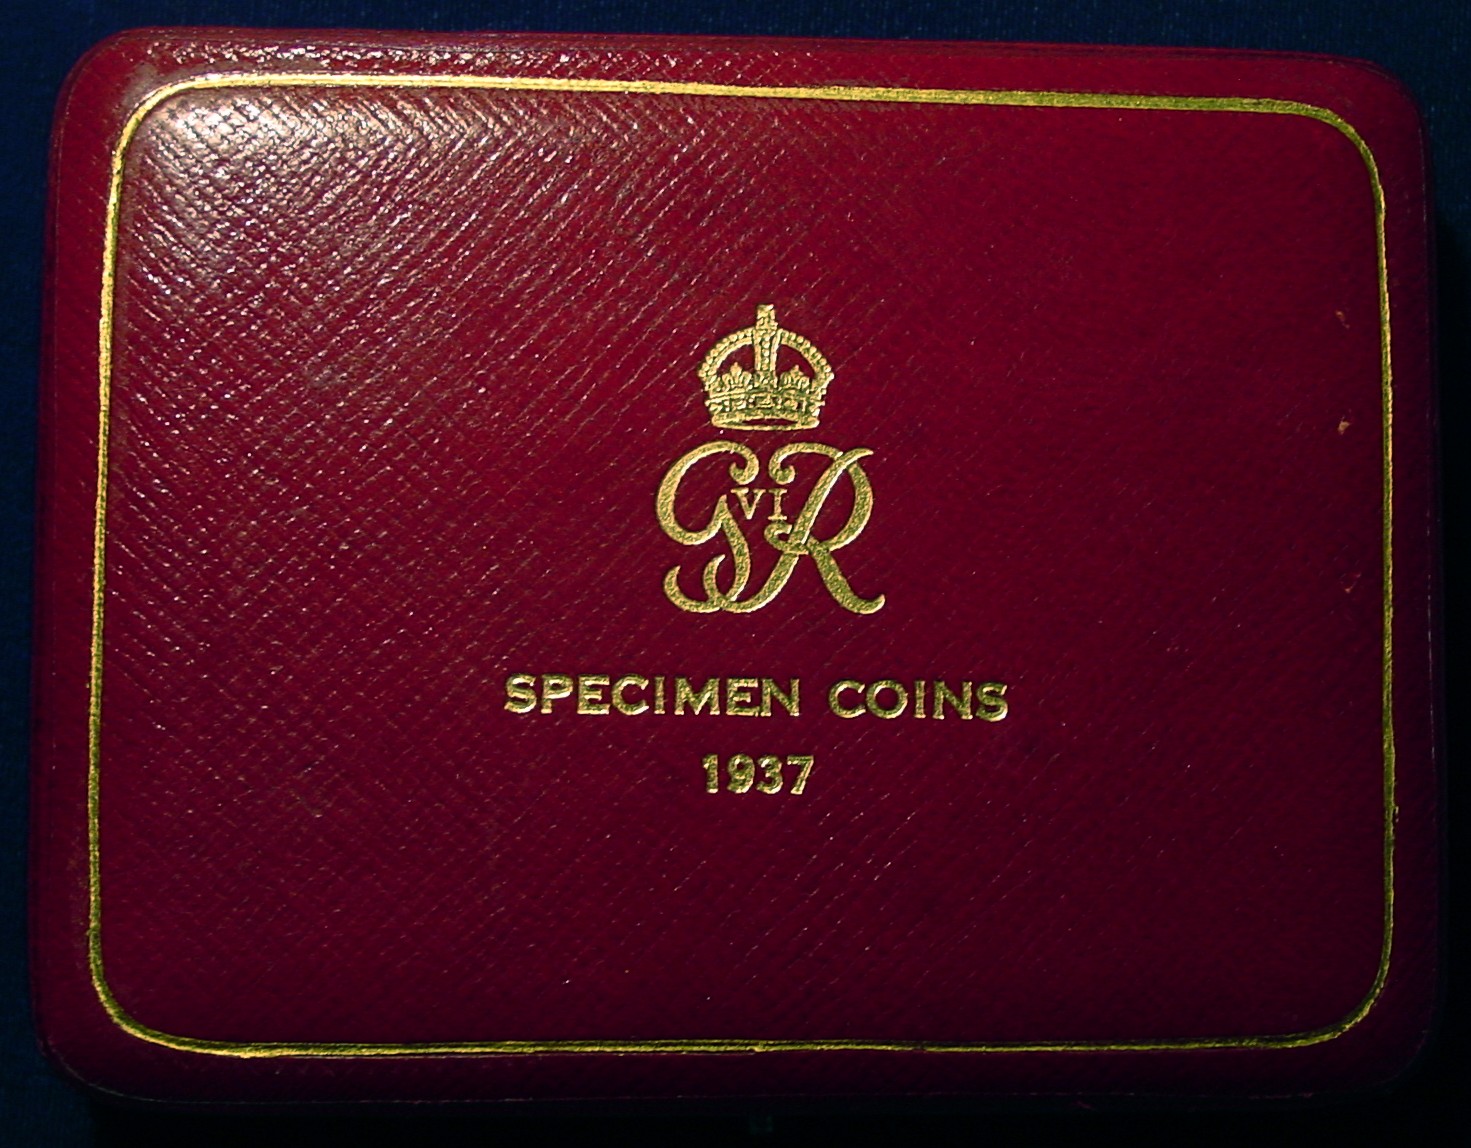 GVIR
SPECIMEN COINS
1937